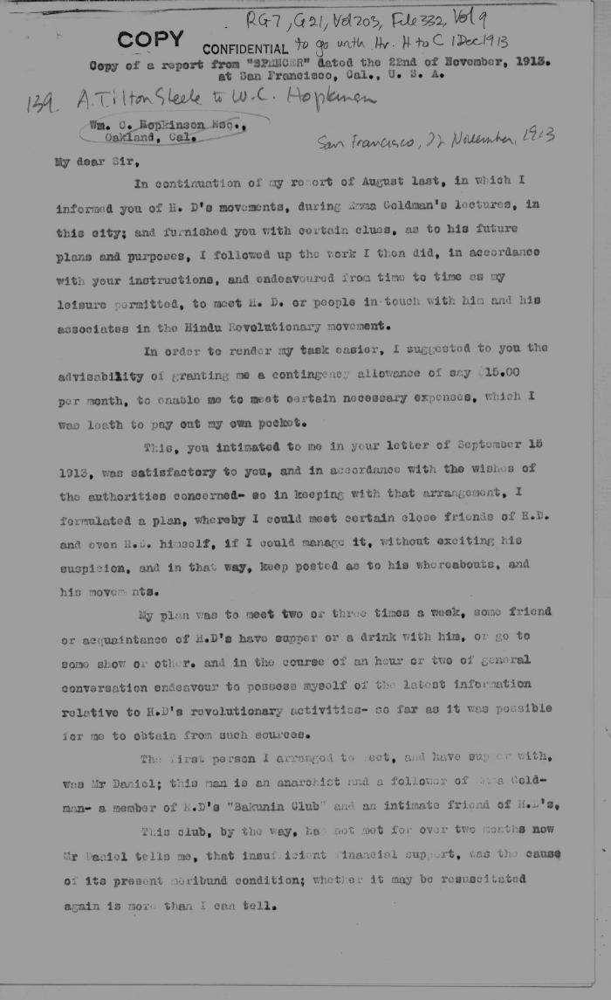 RG7, G21, Vol 203, File 332, Vol 9
COPY
CONFIDENTIAL to go with Hr. H to C 1 Dec 1913
Copy of a report from "SPENCER" dated the 22nd of November, 1913.
at San Francisco, Cal., U. S. A.
139. A. Tilton Steele to W. C. Hopkinson
Wm. C. Hopkinson Esq.,
Oakland, Cal.
San Francisco, 22 November, 1913
My dear Sir,
In continuation of my report of August last, in which I
informed you of H. D's movements, during Emma Goldman's lectures, in
this city; and furnished you with certain clues, as to his future
plans and purposes, I followed up the work I then did, in accordance
with your instructions, and endeavoured from time to time as my
leisure permitted, to meet H. D. or people in touch with him and his
associates in the Hindu Revolutionary movement.
In order to render my task easier, I suggested to you the
advisability of granting me a contingency allowance of say $15.00
per month, to enable me to meet certain necessary expenses, which I
was loath to pay out my own pocket.
This, you intimated to me in your letter of September 15
1913, was satisfactory to you, and in accordance with the wishes of
the authorities concerned- so in keeping with that arrangement, I
formulated a plan, whereby I could meet certain close friends of H.D.
and even H.D. himself, if I could manage it, without exciting his
suspicion, and in that way, keep posted as to his whereabouts, and
his movements.
My plan was to meet two or three times a week, some friend
or acquaintance of H.D's have supper or a drink with him, or go to
some show or other. and in the course of an hour or two of general
conversation endeavour to possess myself of the latest information
relative to H.D's revolutionary activities- so far as it was possible
for me to obtain from such sources.
The first person I arranged to meet, and have supper with,
was Mr Daniel; this man is an anarchist and a follower of Emma Gold-
man- a member of H.D's "Bakunin Club" and an intimate friend of H.D's,
This club, by the way, has not met for over two months now
Mr Daniel tells me, that insufficient financial support, was the cause
of its present moribund condition; whether it may be resuscitated
again is more than I can tell.